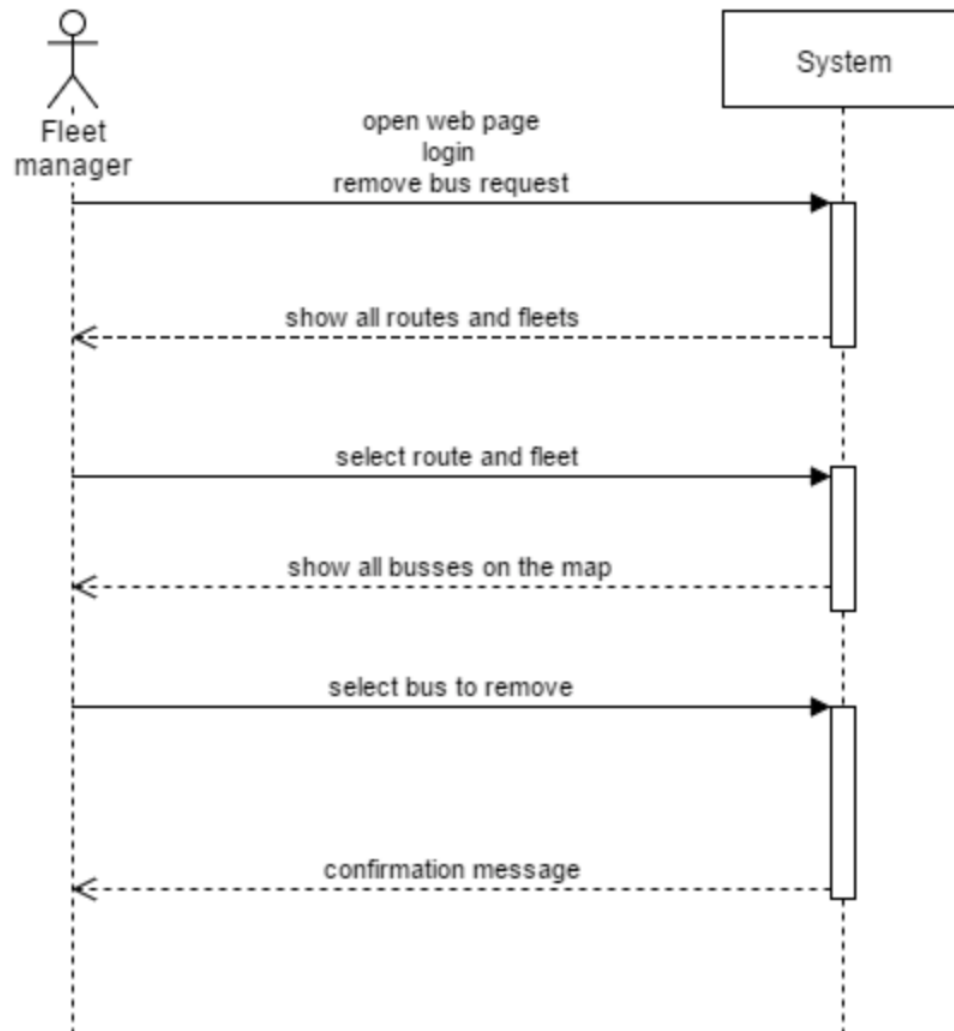 System
Fleet
manager
open web page
login
remove bus request
show all routes and fleets
select route and fleet
show all busses on the map
select bus to remove
confirmation message